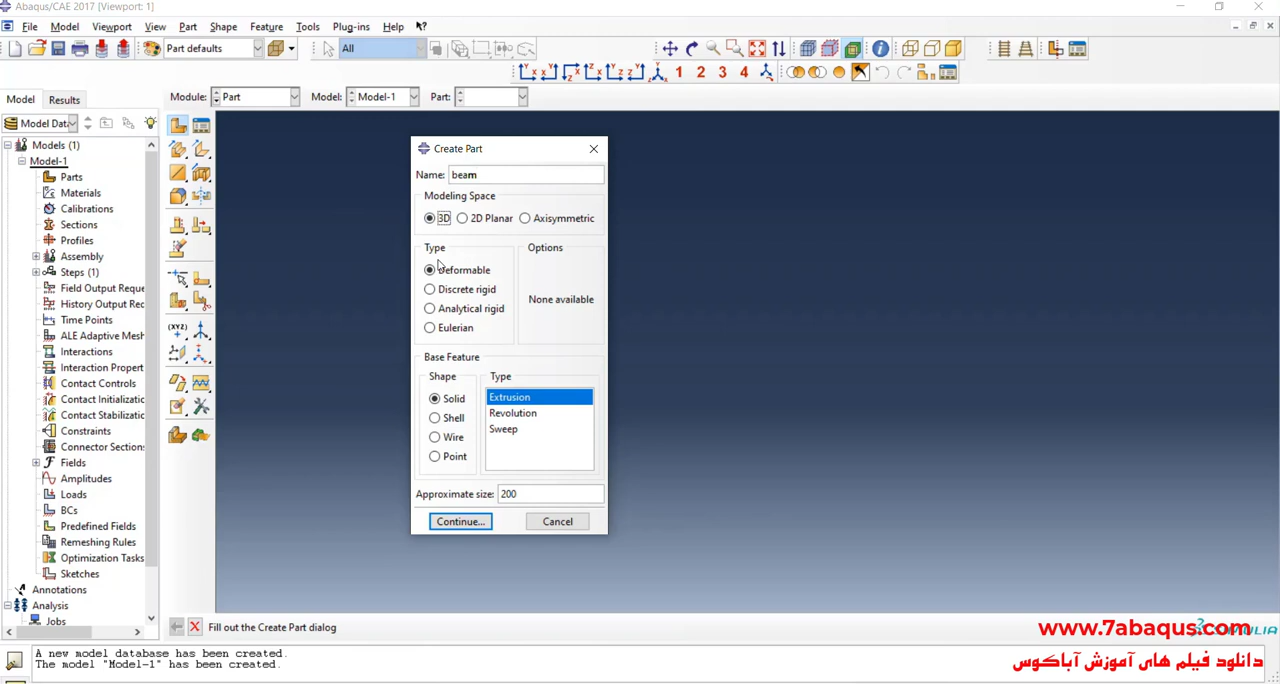 Abaqus/CAE 2017 [Viewport: 1]
File Model Viewport View Part Shape Feature Tools Plug-ins Help
Part defaults All
1 2 3 4
Model Results Module: Part Model: Model-1 Part:
Model Data
Models (1)
Model-1
Parts
Materials
Calibrations
Sections
Profiles
Assembly
Steps (1)
Field Output Reque
History Output Rec
Time Points
ALE Adaptive Mesh
Interactions
Interaction Propert
Contact Controls
Contact Initializatio
Contact Stabilizatio
Constraints
Connector Sections
Fields
Amplitudes
Loads
BCs
Predefined Fields
Remeshing Rules
Optimization Tasks
Sketches
Annotations
Analysis
Jobs
(XYZ)
Create Part
Name: beam
Modeling Space
3D 2D Planar Axisymmetric
Type Options
Deformable
Discrete rigid
None available
Analytical rigid
Eulerian
Base Feature
Shape Type
Solid Extrusion
Shell Revolution
Wire Sweep
Point
Approximate size: 200
Continue... Cancel
Fill out the Create Part dialog
www.7abaqus.com
SIMULIA
دانلود فیلم های آموزش آباکوس
A new model database has been created.
The model "Model-1" has been created.